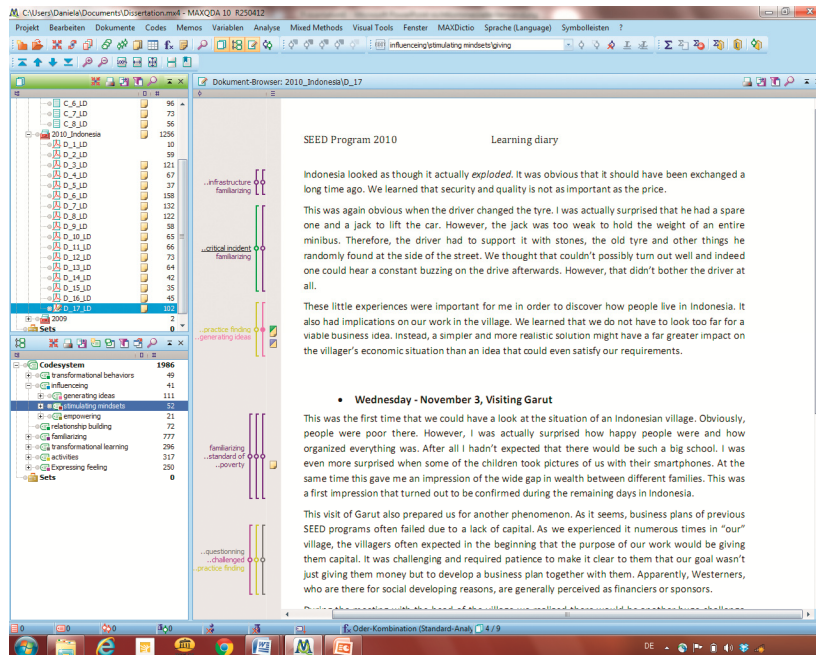 C:\Users\Daniela\Documents\Dissertation.mx4 - MAXQDA 10 R250412
Projekt Bearbeiten Dokumente Codes Memos Variablen Analyse Mixed Methods Visual Tools Fenster MAXDictio Sprache (Language) Symbolleisten ?
influenceing\stimulating mindsets\giving
Dokument-Browser: 2010_Indonesia\D_17
C_6_LD 96
C_7_LD 73
C_8_LD 56
2010_Indonesia 1256
D_1_LD 10
D_2_LD 59
D_3_LD 121
D_4_LD 67
D_5_LD 37
D_6_LD 158
D_7_LD 132
D_8_LD 122
D_9_LD 58
D_10_LD 65
D_11_LD 66
D_12_LD 73
D_13_LD 64
D_14_LD 42
D_15_LD 35
D_16_LD 45
D_17_LD 102
2009 2
Sets 0
Codesystem 1986
transformational behaviors 49
influenceing 41
generating ideas 111
stimulating mindsets 52
empowering 21
relationship building 72
familiarizing 777
transformational learning 296
activities 317
Expressing feeling 250
Sets 0
..infrastructure
familiarizing
..critical incident
familiarizing
..practice finding
..generating ideas
familiarizing
..standard of
..poverty
..questionning
..challenged
..practice finding
SEED Program 2010 Learning diary
Indonesia looked as though it actually exploded. It was obvious that it should have been exchanged a
long time ago. We learned that security and quality is not as important as the price.
This was again obvious when the driver changed the tyre. I was actually surprised that he had a spare
one and a jack to lift the car. However, the jack was too weak to hold the weight of an entire
minibus. Therefore, the driver had to support it with stones, the old tyre and other things he
randomly found at the side of the street. We thought that couldn't possibly turn out well and indeed
one could hear a constant buzzing on the drive afterwards. However, that didn't bother the driver at
all.
These little experiences were important for me in order to discover how people live in Indonesia. It
also had implications on our work in the village. We learned that we do not have to look too far for a
viable business idea. Instead, a simpler and more realistic solution might have a far greater impact on
the villager's economic situation than an idea that could even satisfy our requirements.
• Wednesday - November 3, Visiting Garut
This was the first time that we could have a look at the situation of an Indonesian village. Obviously,
people were poor there. However, I was actually surprised how happy people were and how
organized everything was. After all I hadn't expected that there would be such a big school. I was
even more surprised when some of the children took pictures of us with their smartphones. At the
same time this gave me an impression of the wide gap in wealth between different families. This was
a first impression that turned out to be confirmed during the remaining days in Indonesia.
This visit of Garut also prepared us for another phenomenon. As it seems, business plans of previous
SEED programs often failed due to a lack of capital. As we experienced it numerous times in "our"
village, the villagers often expected in the beginning that the purpose of our work would be giving
them capital. It was challenging and required patience to make it clear to them that our goal wasn't
just giving them money but to develop a business plan together with them. Apparently, Westerners,
who are there for social developing reasons, are generally perceived as financiers or sponsors.
During the meeting with the head of the village we realised there would be another huge challenge
0 0 0 0 Oder-Kombination (Standard-Analy 4 / 9
DE